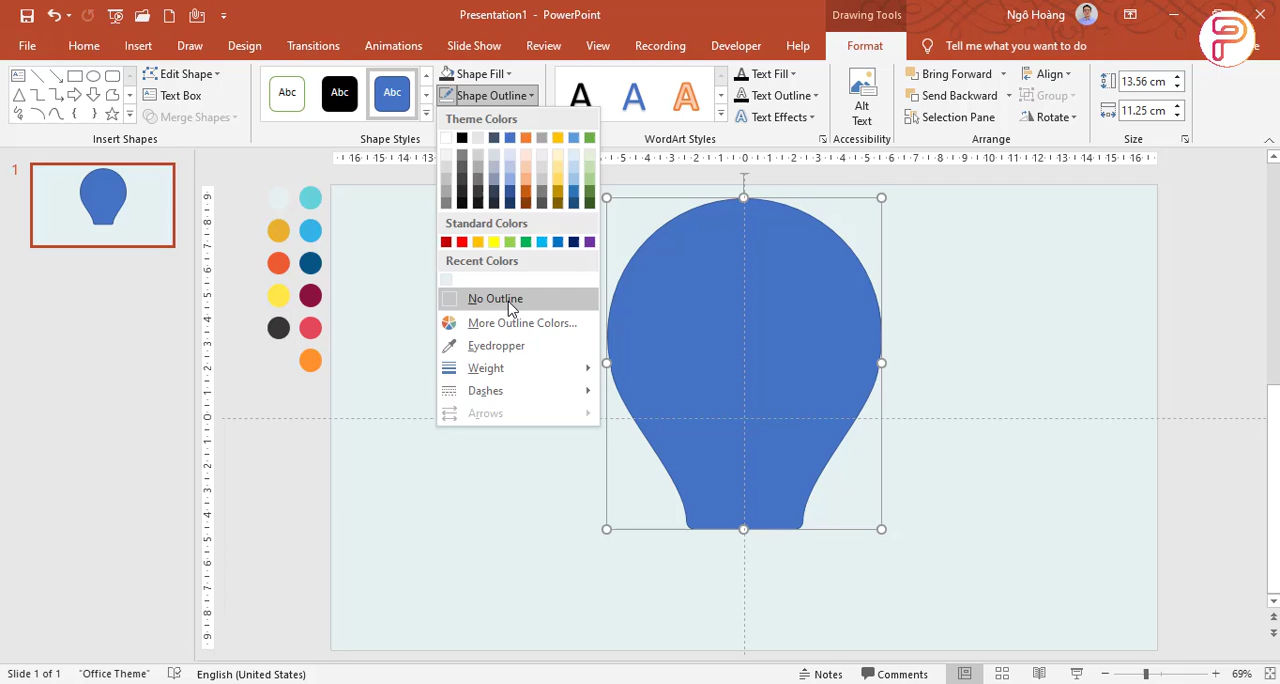 Presentation1 - PowerPoint
Drawing Tools
Ngô Hoàng
File Home Insert Draw Design Transitions Animations Slide Show Review View Recording Developer Help Format Tell me what you want to do
Edit Shape
Text Box
Merge Shapes
Insert Shapes
Abc Abc Abc
Shape Fill
Shape Outline
Shape Styles
A A A
Text Fill
Text Outline
Text Effects
WordArt Styles
Alt
Text
Accessibility
Bring Forward
Send Backward
Selection Pane
Align
Group
Rotate
Arrange
13.56 cm
11.25 cm
Size
Theme Colors
Standard Colors
Recent Colors
No Outline
More Outline Colors...
Eyedropper
Weight
Dashes
Arrows
1
Slide 1 of 1 "Office Theme" English (United States) Notes Comments 69%